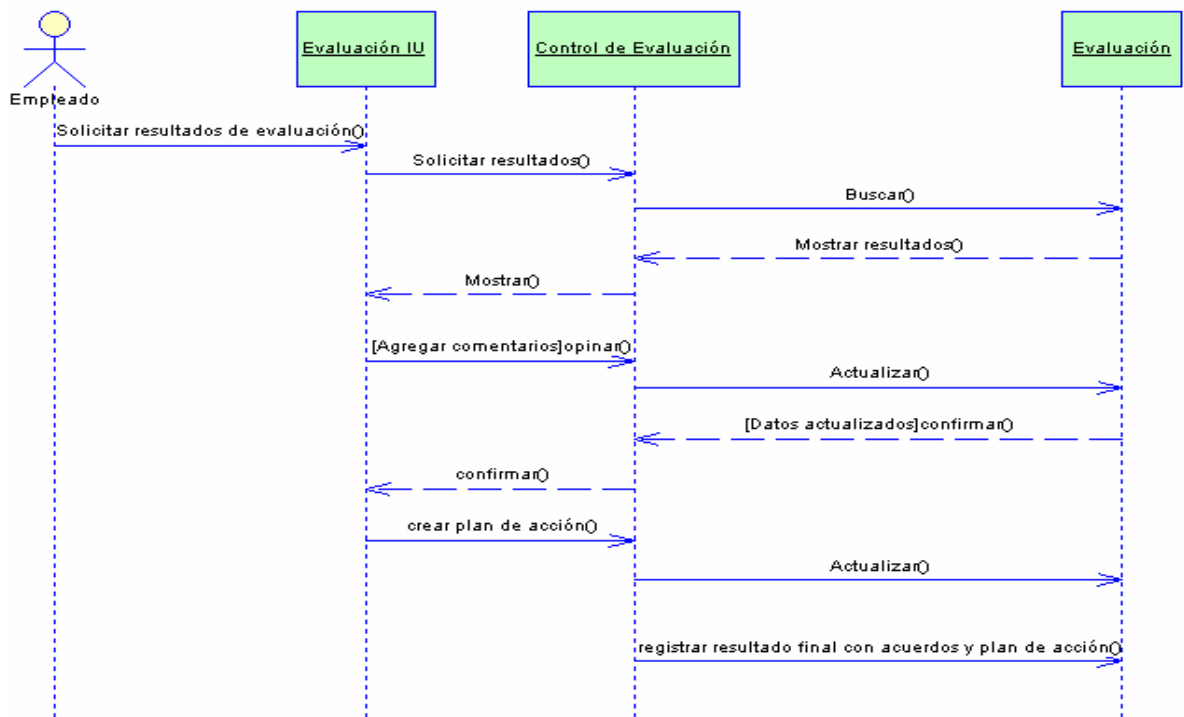 Evaluación IU
Control de Evaluación
Evaluación
Empleado
Solicitar resultados de evaluación()
Solicitar resultados()
Buscar()
Mostrar resultados()
Mostrar()
[Agregar comentarios]opinar()
Actualizar()
[Datos actualizados]confirmar()
confirmar()
crear plan de acción()
Actualizar()
registrar resultado final con acuerdos y plan de acción()